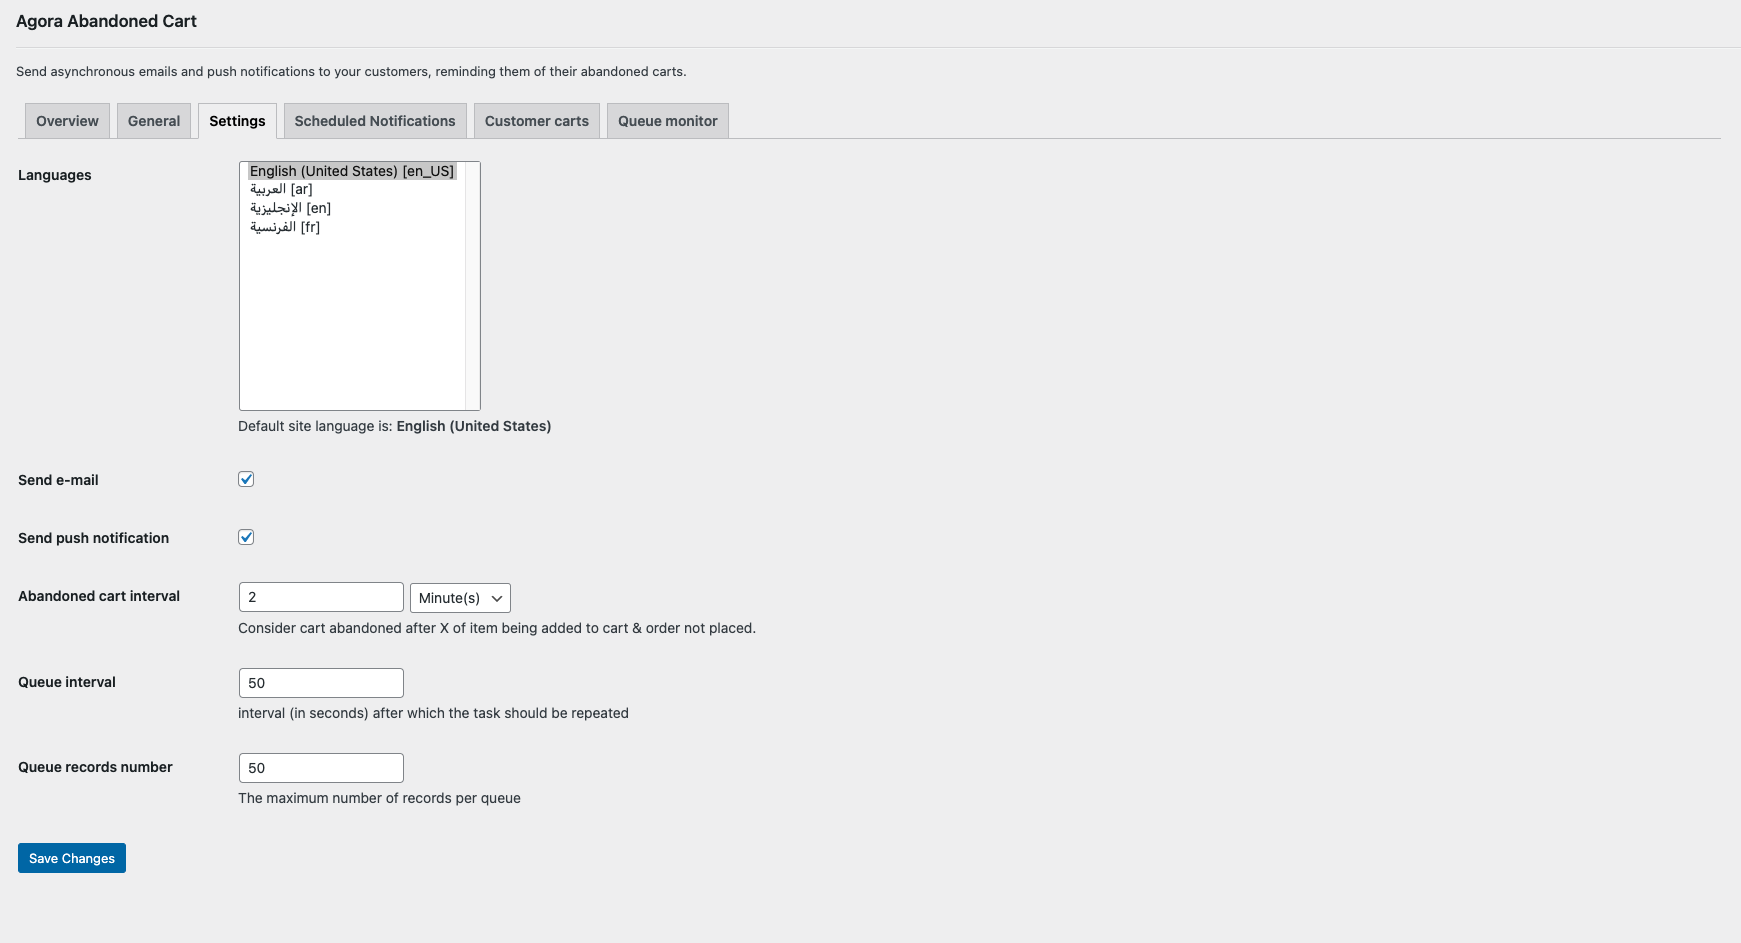 Agora Abandoned Cart
Send asynchronous emails and push notifications to your customers, reminding them of their abandoned carts.
Overview General Settings Scheduled Notifications Customer carts Queue monitor
Languages
English (United States) [en_US]
العربية [ar]
الإنجليزية [en]
الفرنسية [fr]
Default site language is: English (United States)
Send e-mail
Send push notification
Abandoned cart interval 2 Minute(s)
Consider cart abandoned after X of item being added to cart & order not placed.
Queue interval 50
interval (in seconds) after which the task should be repeated
Queue records number 50
The maximum number of records per queue
Save Changes